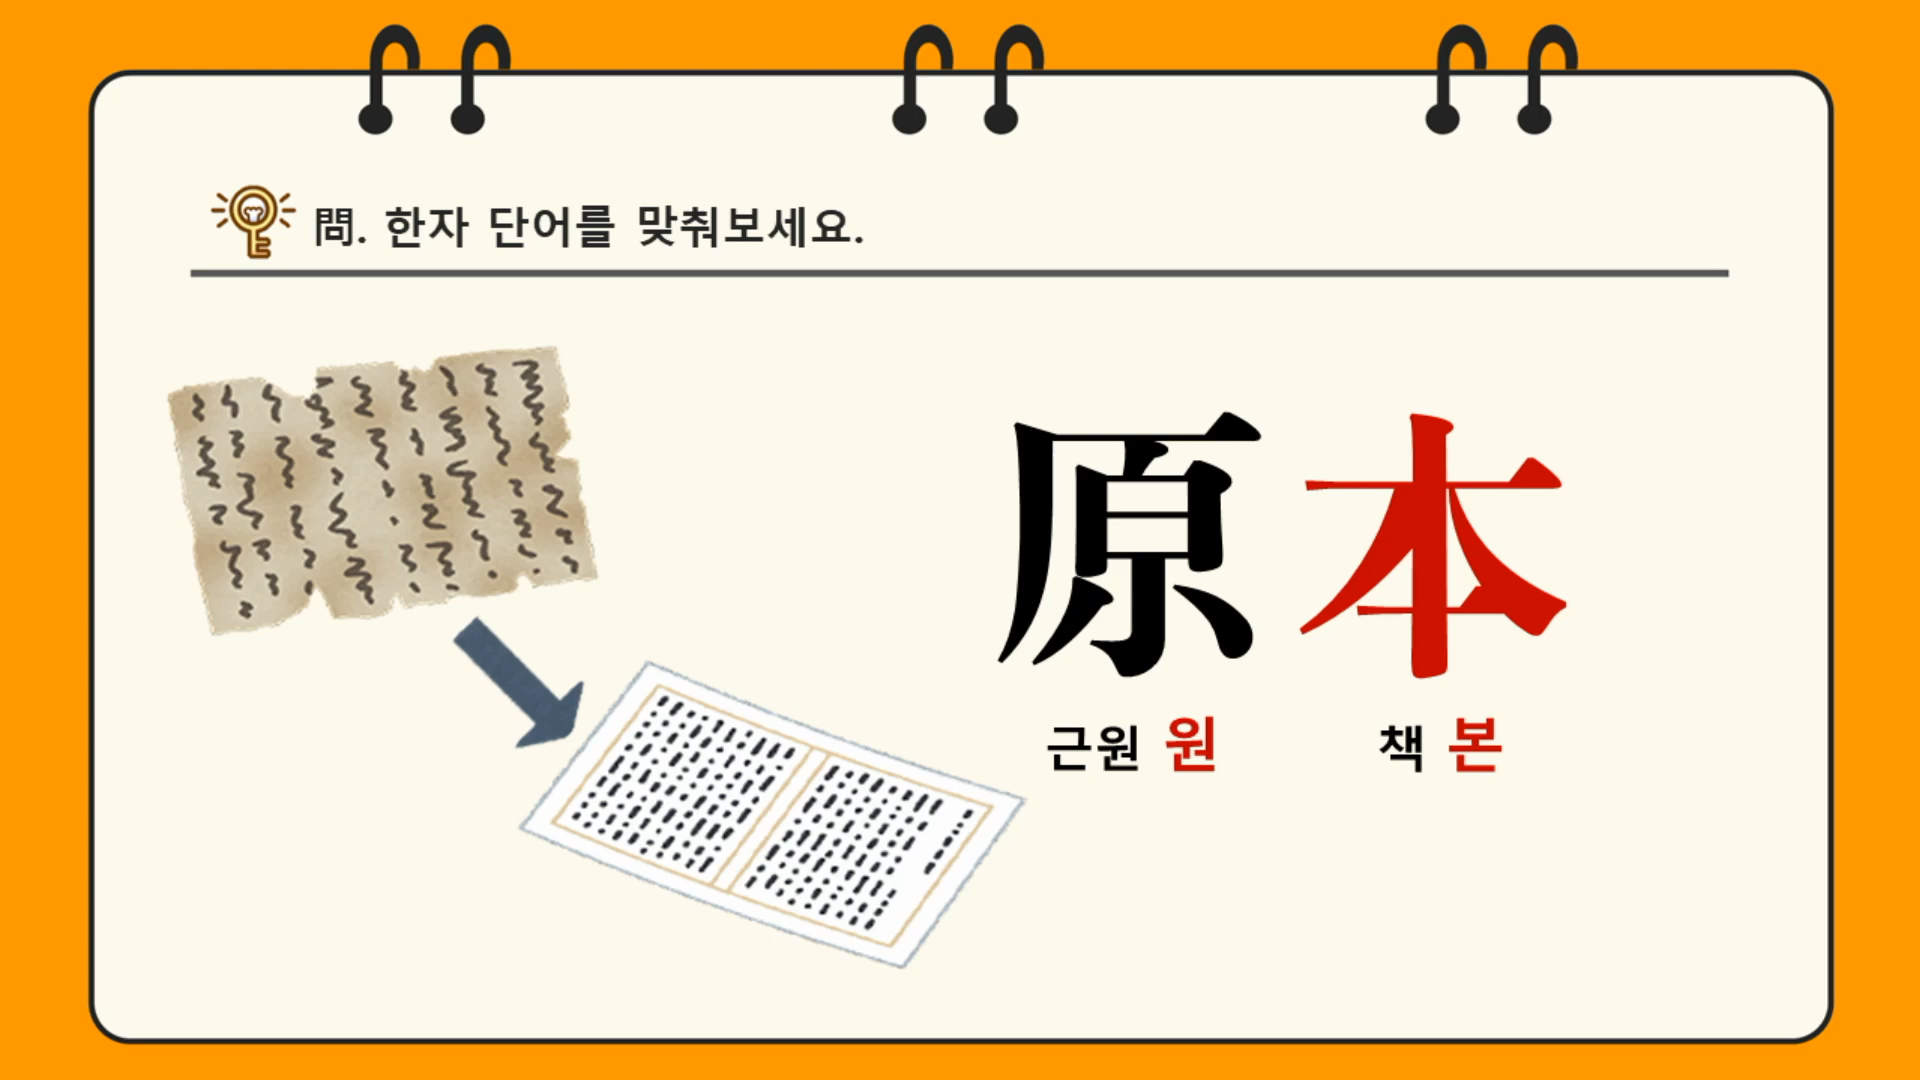 問. 한자 단어를 맞춰보세요.
原本
근원 원 책 본